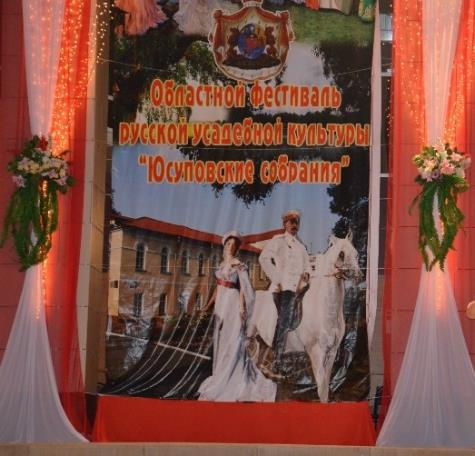 Областной фестиваль
русской усадебной культуры
"Юсуповские собрания"